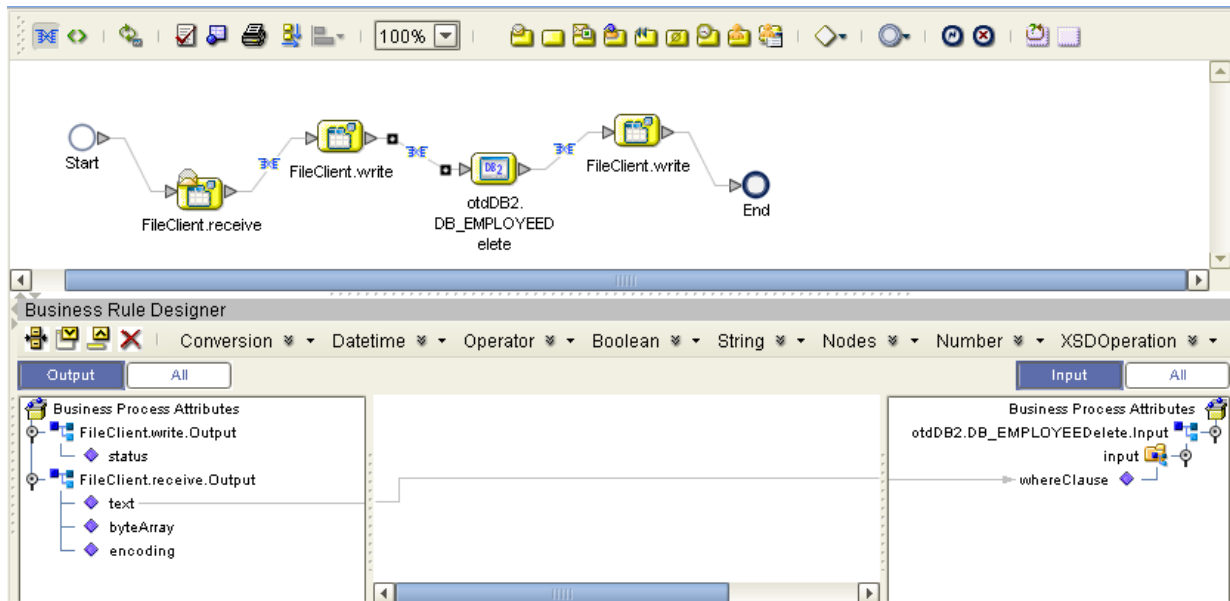 100%
Start
FileClient.receive
FileClient.write
DB2
otdDB2.
DB_EMPLOYEED
elete
FileClient.write
End
Business Rule Designer
Conversion Datetime Operator Boolean String Nodes Number XSDOperation
Output All Input All
Business Process Attributes Business Process Attributes
FileClient.write.Output otdDB2.DB_EMPLOYEEDelete.Input
status input
FileClient.receive.Output whereClause
text
byteArray
encoding